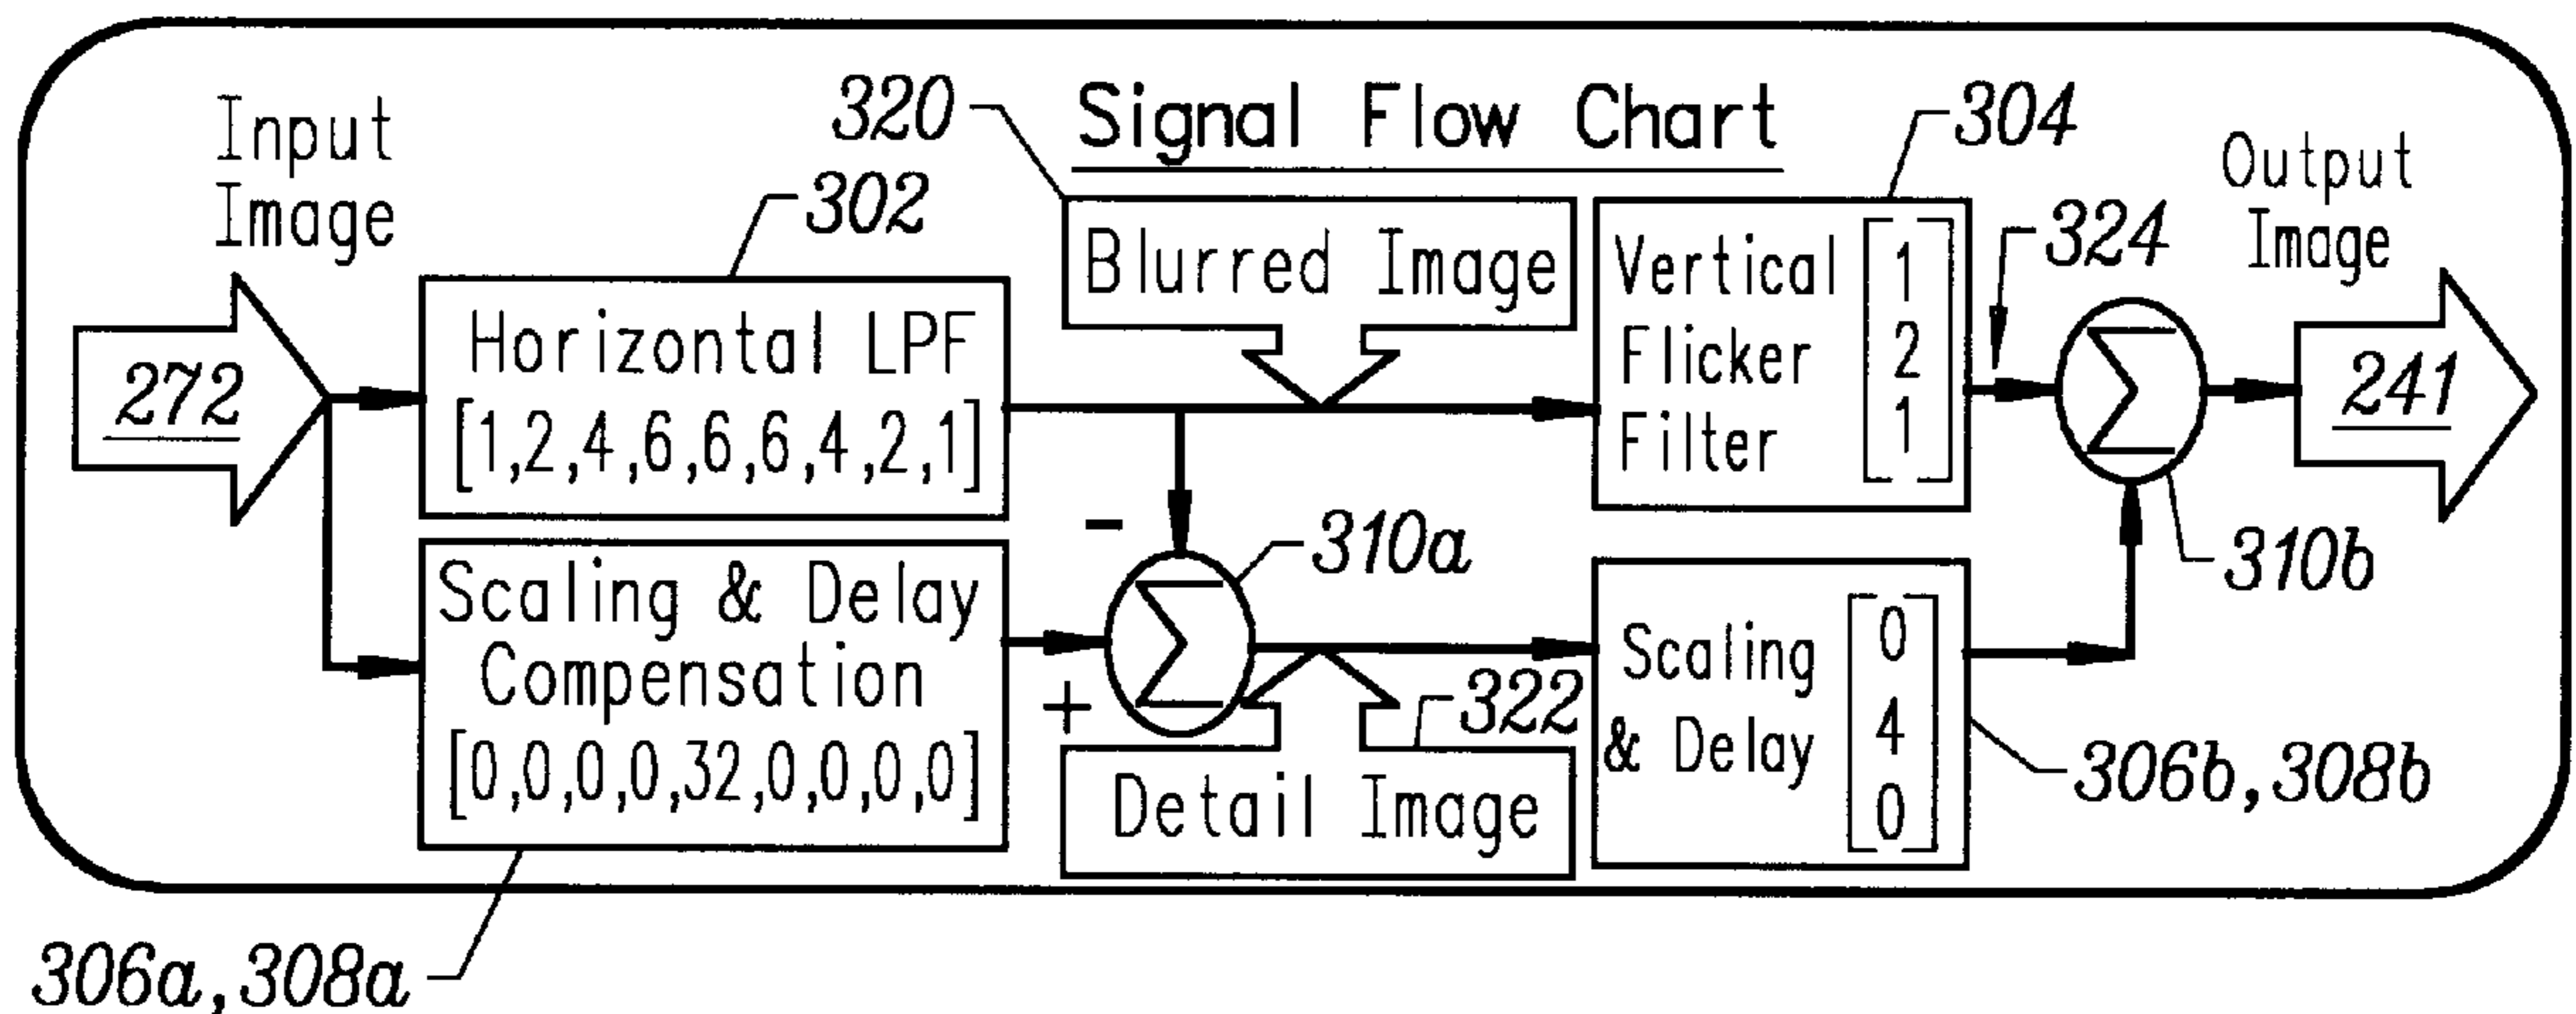 Signal Flow Chart
Input
Image
272
302
Horizontal LPF
[1,2,4,6,6,6,4,2,1]
Scaling & Delay
Compensation
[0,0,0,0,32,0,0,0,0]
306a,308a
320
Blurred Image
-
+
310a
322
Detail Image
304
Vertical
Flicker
Filter
1
2
1
324
Scaling
& Delay
0
4
0
306b,308b
310b
Output
Image
241